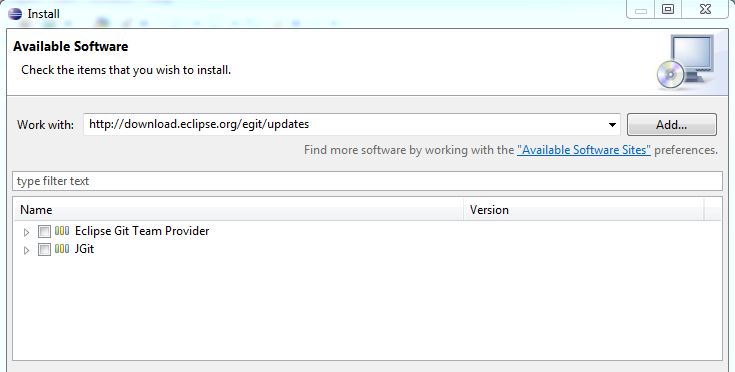 Install
Available Software
Check the items that you wish to install.
Work with: http://download.eclipse.org/egit/updates Add...
Find more software by working with the "Available Software Sites" preferences.
type filter text
Name Version
Eclipse Git Team Provider
JGit